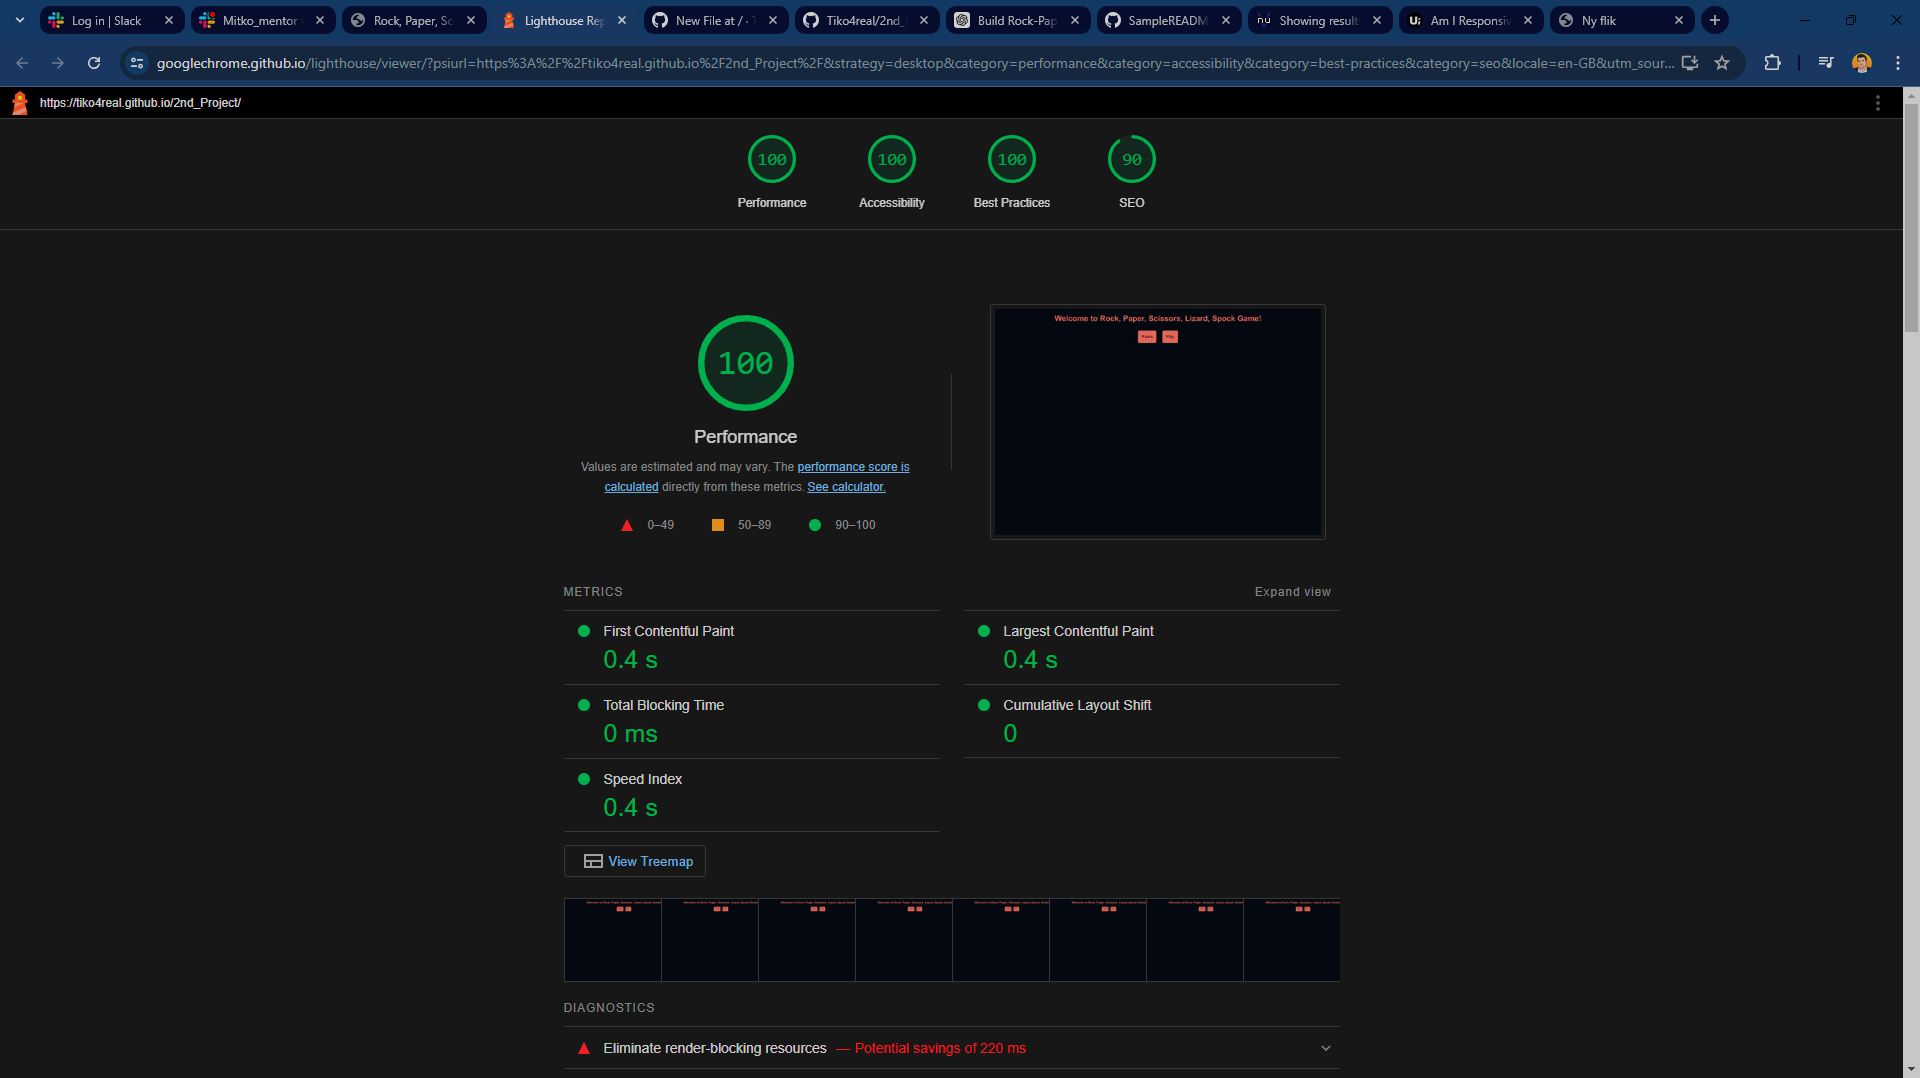 Log in | Slack
Mitko_mentor
Rock, Paper, Sc
Lighthouse Rep
New File at / · T
Tiko4real/2nd_
Build Rock-Pap
SampleREADM
Showing result
Am I Responsiv
Ny flik
googlechrome.github.io/lighthouse/viewer/?psiurl=https%3A%2F%2Ftiko4real.github.io%2F2nd_Project%2F&strategy=desktop&category=performance&category=accessibility&category=best-practices&category=seo&locale=en-GB&utm_sour...
https://tiko4real.github.io/2nd_Project/
100 100 100 90
Performance Accessibility Best Practices SEO
Welcome to Rock, Paper, Scissors, Lizard, Spock Game!
Play
100
Performance
Values are estimated and may vary. The performance score is
calculated directly from these metrics. See calculator.
0–49 50–89 90–100
METRICS
Expand view
First Contentful Paint
0.4 s
Largest Contentful Paint
0.4 s
Total Blocking Time
0 ms
Cumulative Layout Shift
0
Speed Index
0.4 s
View Treemap
DIAGNOSTICS
Eliminate render-blocking resources — Potential savings of 220 ms